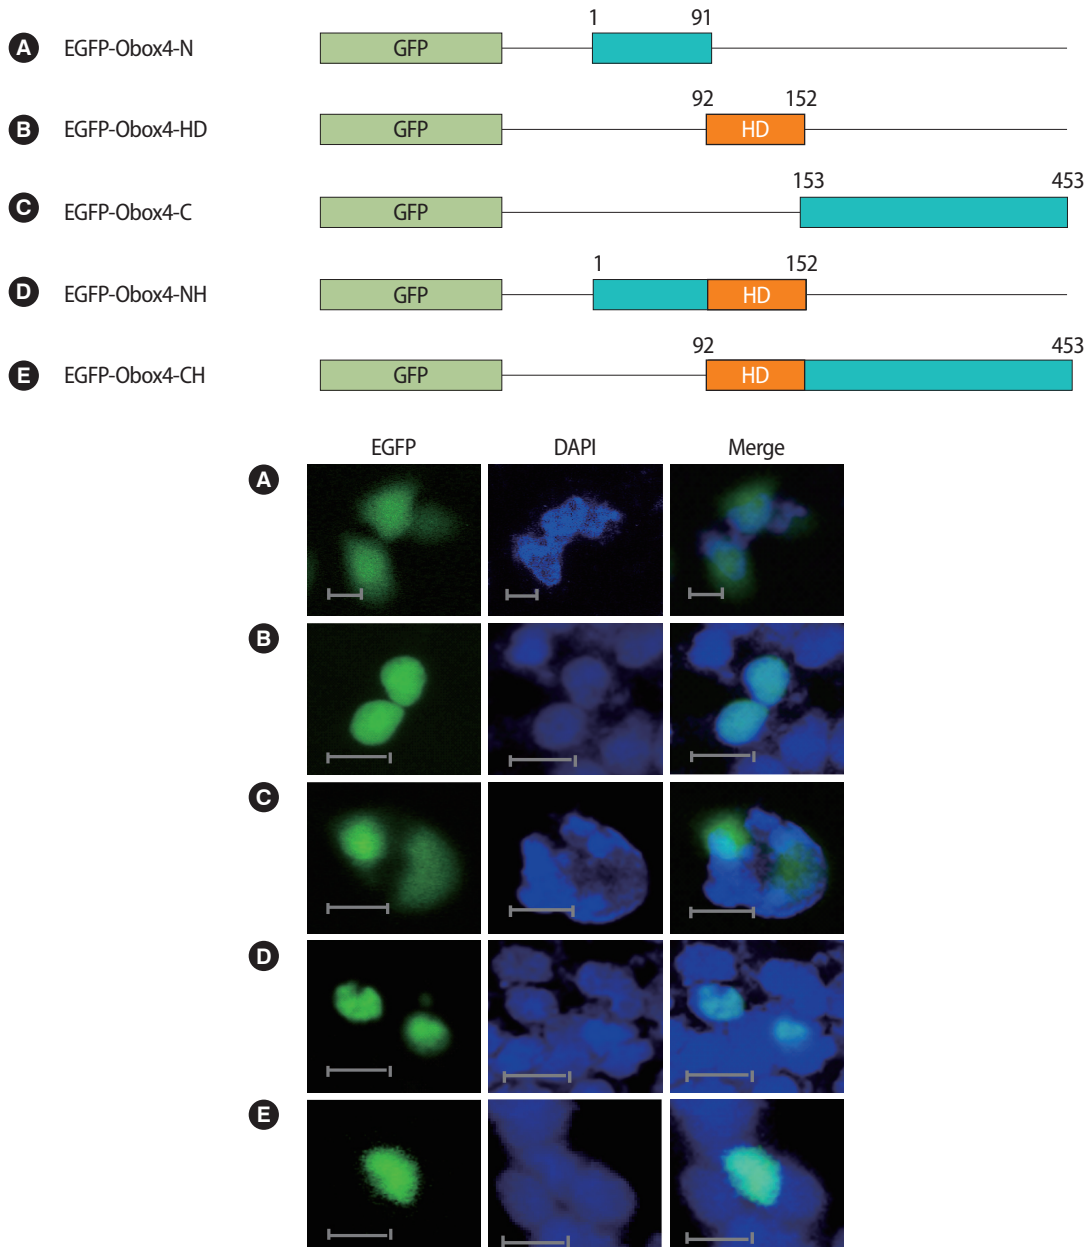 1 91
A EGFP-Obox4-N GFP
92 152
B EGFP-Obox4-HD GFP HD
153 453
C EGFP-Obox4-C GFP
1 152
D EGFP-Obox4-NH GFP HD
92 453
E EGFP-Obox4-CH GFP HD
EGFP DAPI Merge
A
B
C
D
E